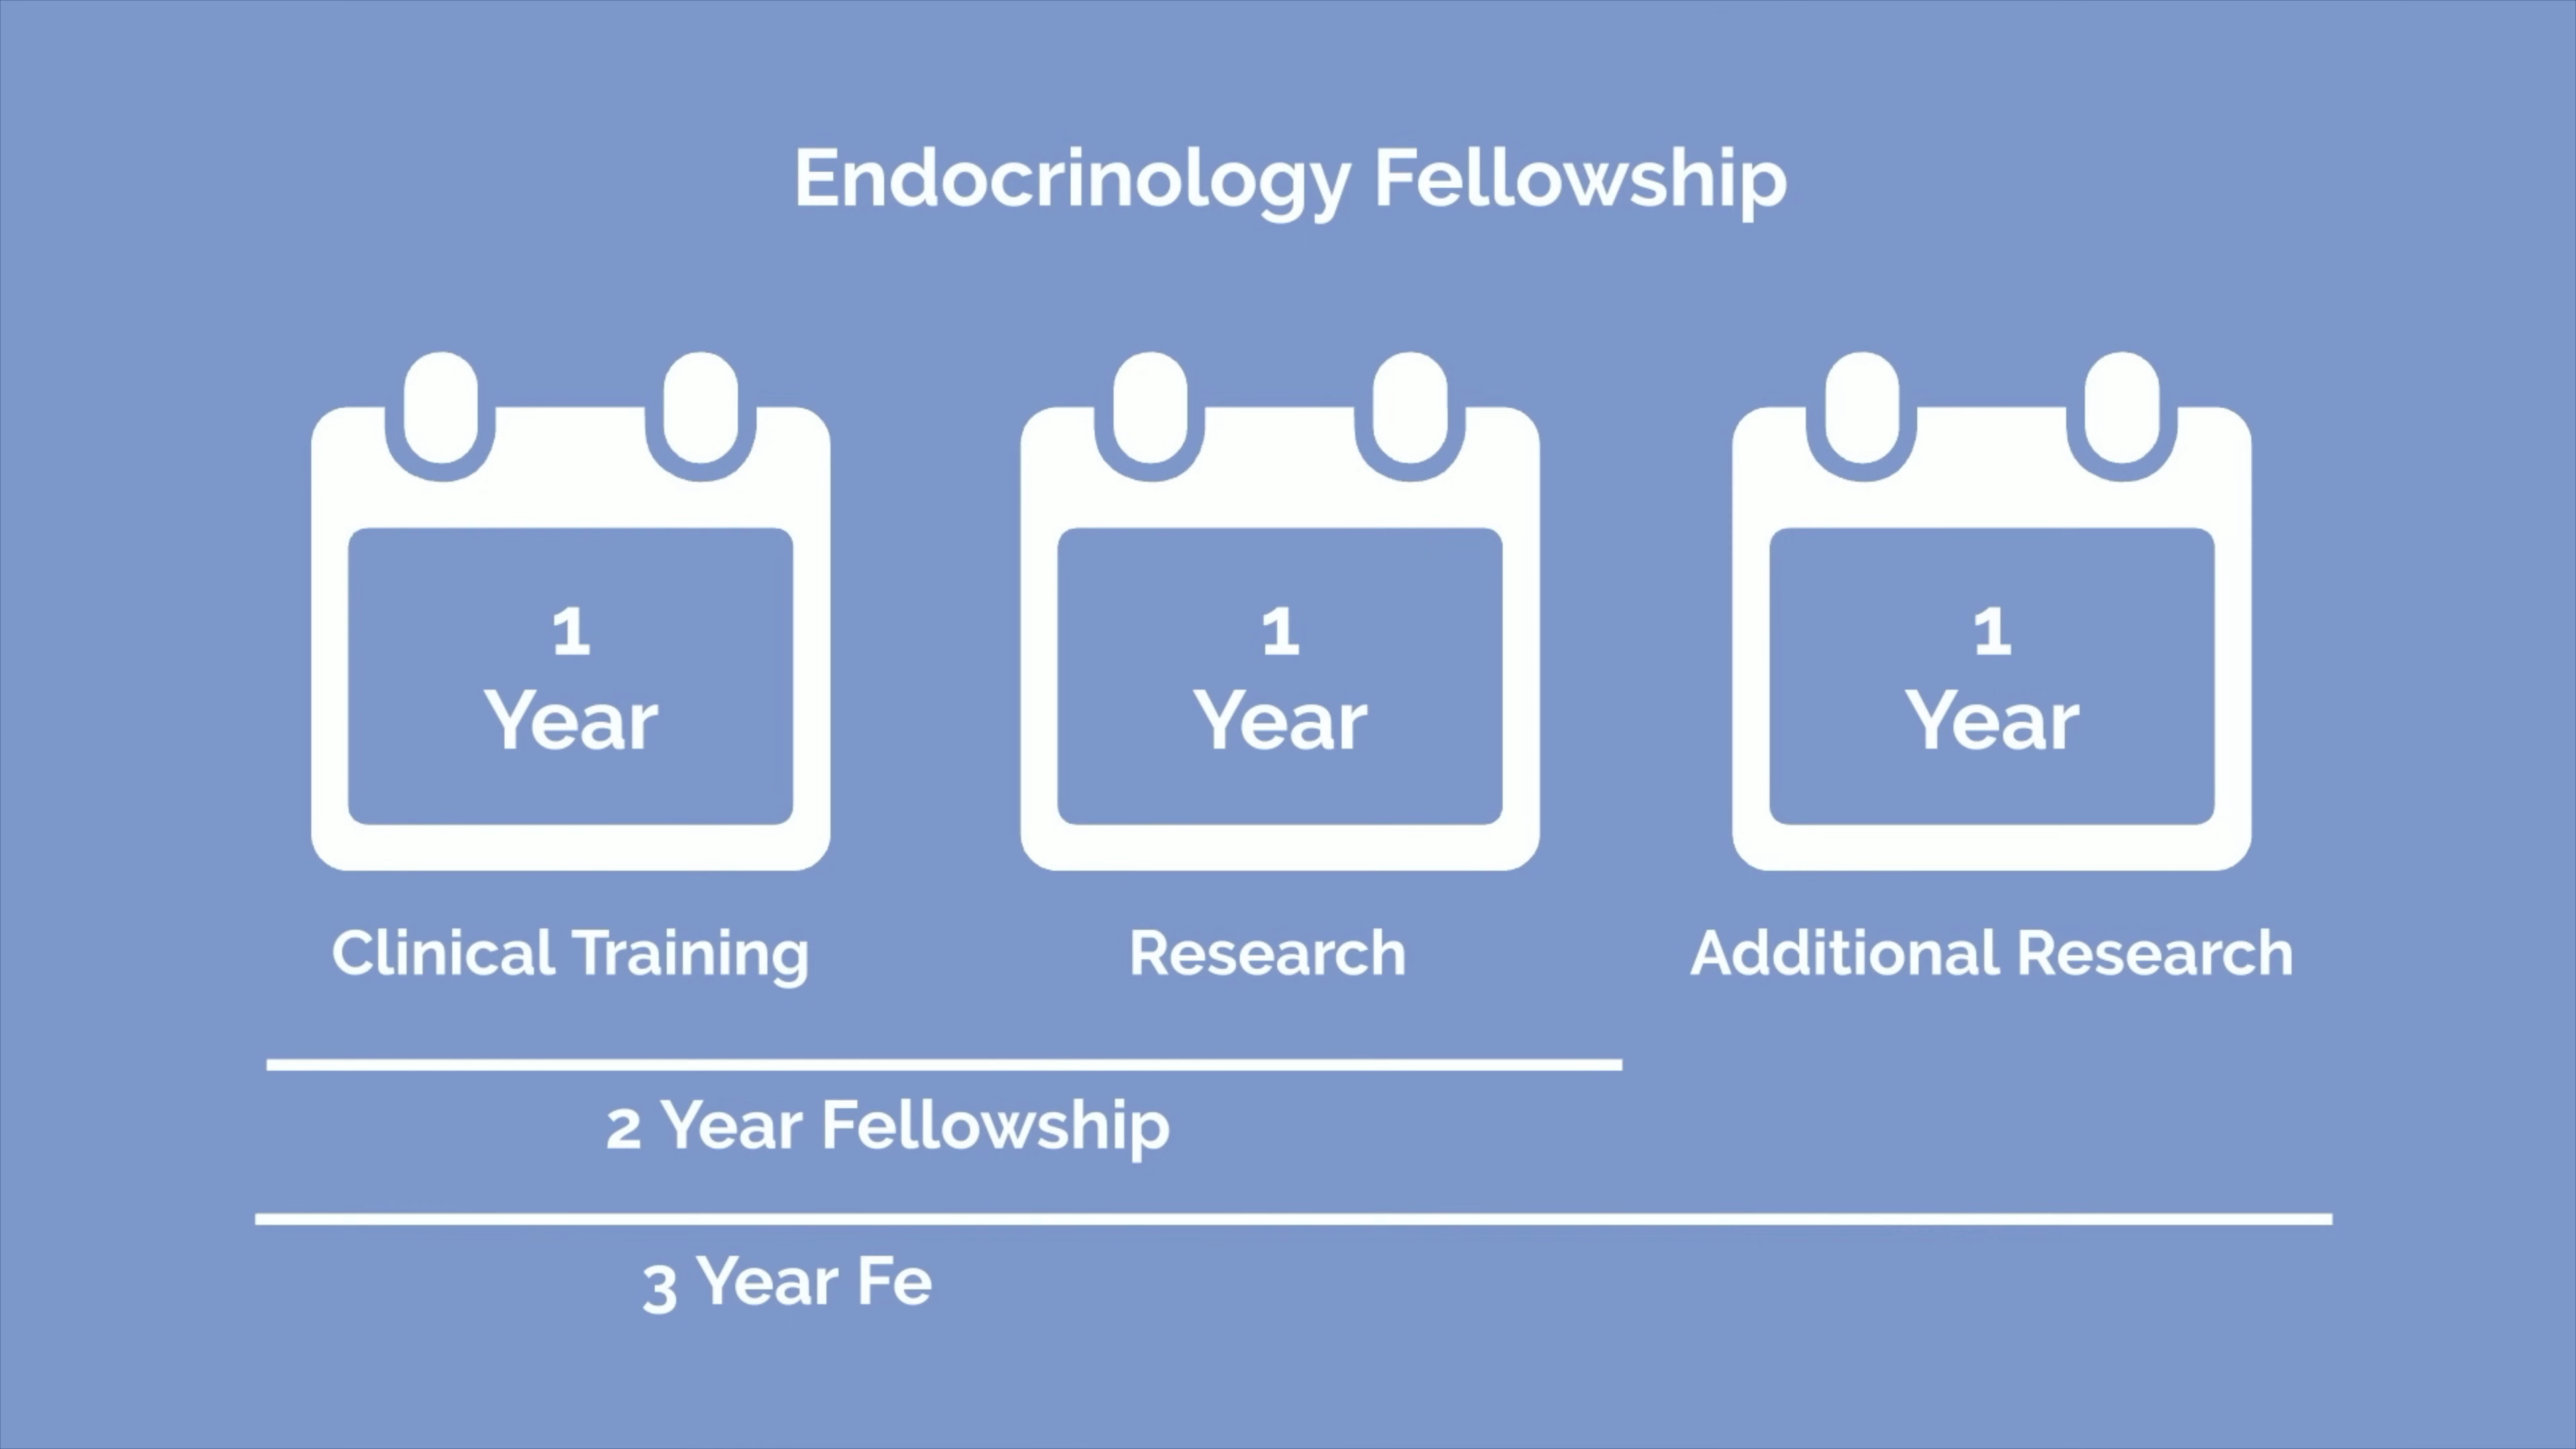 Endocrinology Fellowship
1
Year
1
Year
1
Year
Clinical Training
Research
Additional Research
2 Year Fellowship
3 Year Fe